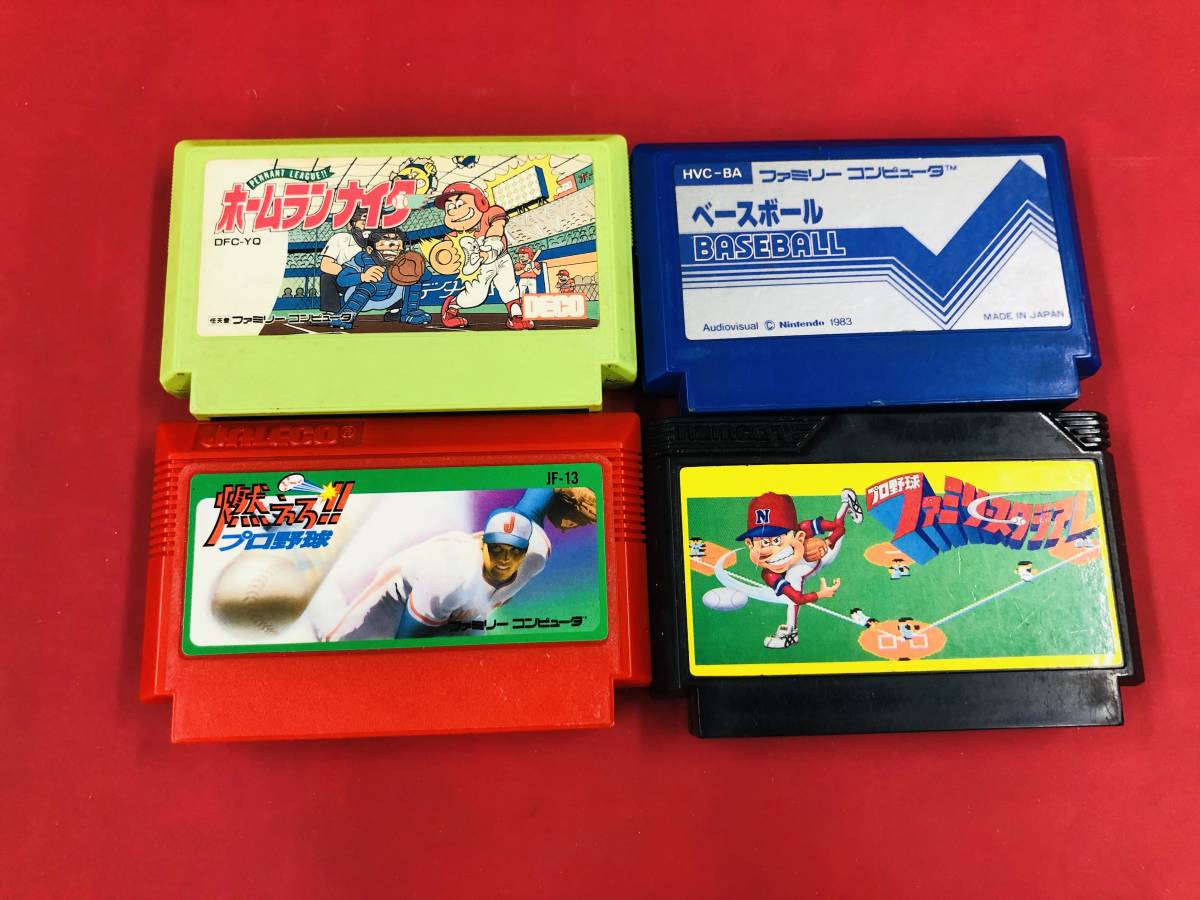 PENNANT LEAGUE!!
ホームランナイター
DFC-YQ
任天堂 ファミリーコンピュータ
DECO
HVC-BA ファミリー コンピュータ™
ベースボール
BASEBALL
Audiovisual © Nintendo 1983
MADE IN JAPAN
JALECO®
JF-13
燃えろ!!
プロ野球
J
ファミリー コンピュータ
プロ野球
ファミリースタジアム
N